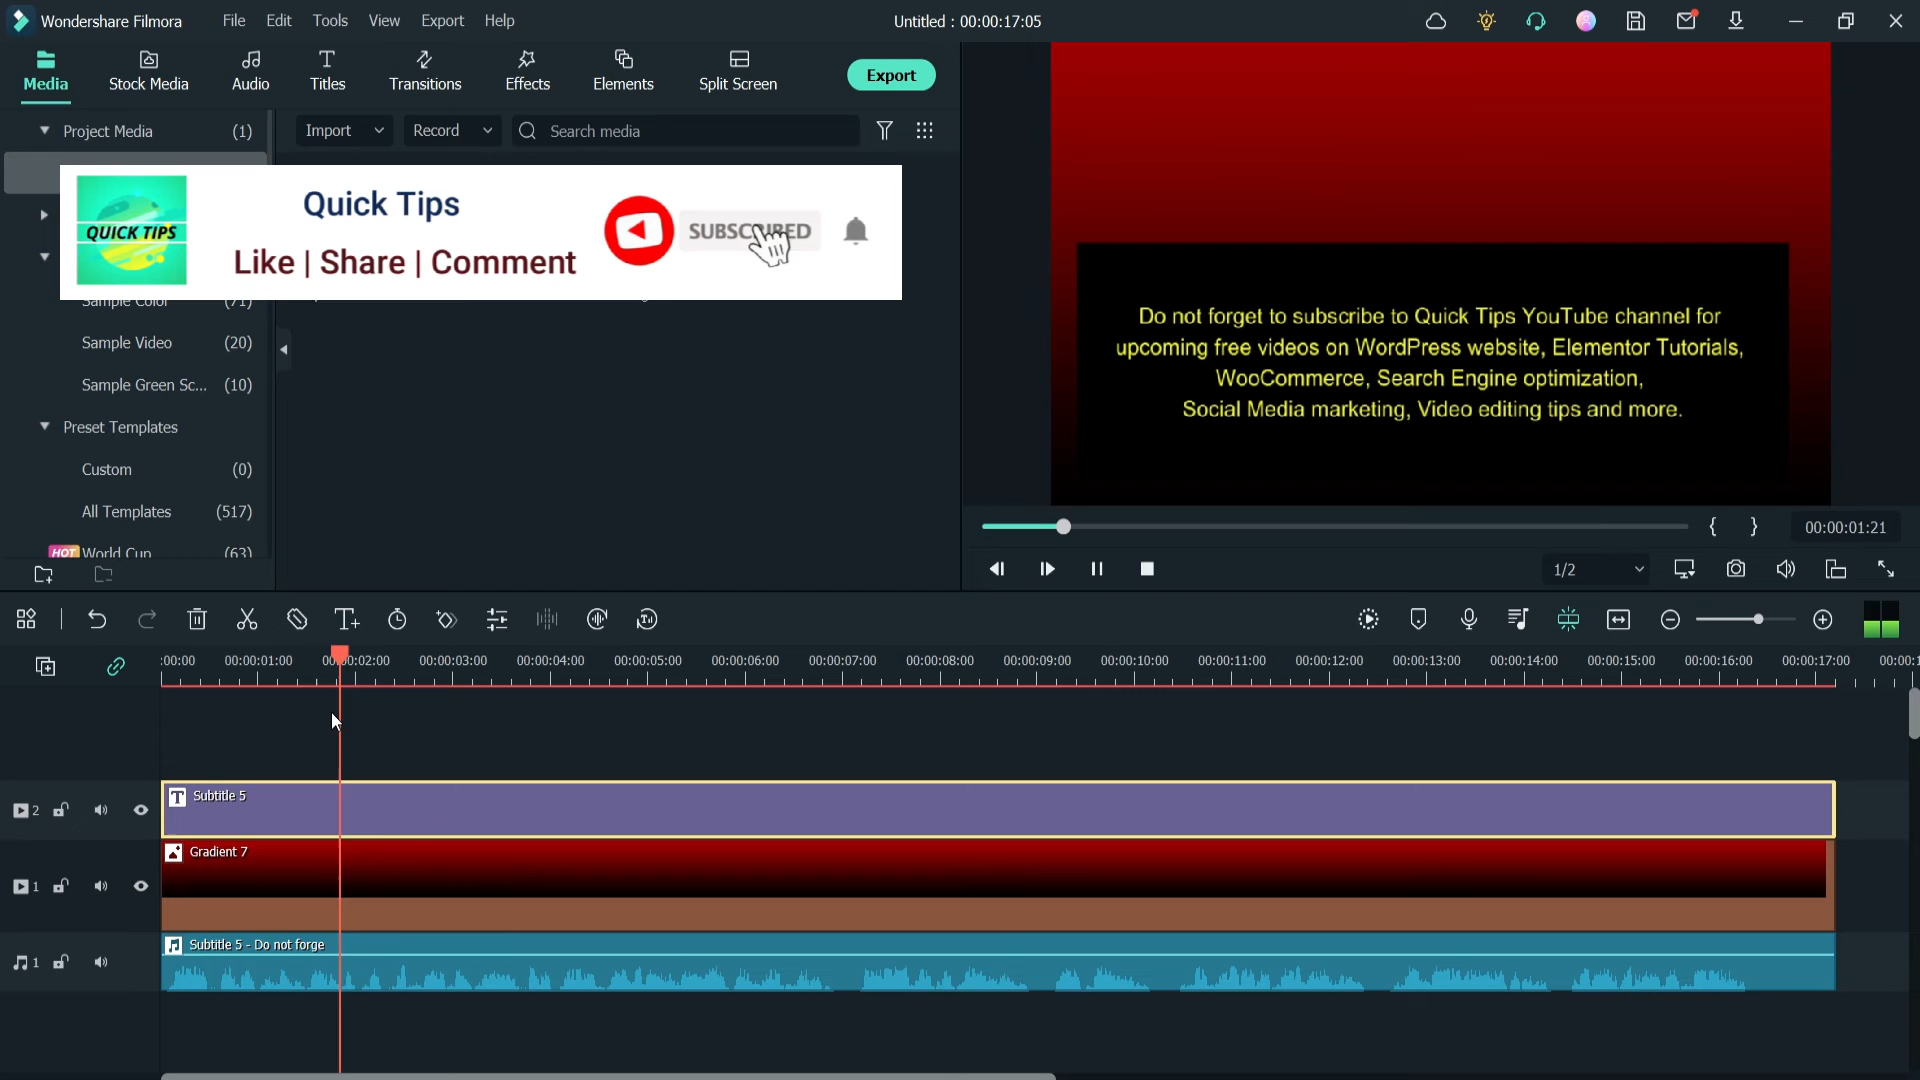 Wondershare Filmora
File
Edit
Tools
View
Export
Help
Untitled : 00:00:17:05
Media
Stock Media
Audio
Titles
Transitions
Effects
Elements
Split Screen
Export
Project Media (1)
Import
Record
Search media
QUICK TIPS
Quick Tips
Like | Share | Comment
SUBSCRIBED
Sample Color (71)
Sample Video (20)
Sample Green Sc... (10)
Preset Templates
Custom (0)
All Templates (517)
HOT World Cup (63)
Do not forget to subscribe to Quick Tips YouTube channel for
upcoming free videos on WordPress website, Elementor Tutorials,
WooCommerce, Search Engine optimization,
Social Media marketing, Video editing tips and more.
{ } 00:00:01:21
1/2
:00:00 00:00:01:00 00:00:02:00 00:00:03:00 00:00:04:00 00:00:05:00 00:00:06:00 00:00:07:00 00:00:08:00 00:00:09:00 00:00:10:00 00:00:11:00 00:00:12:00 00:00:13:00 00:00:14:00 00:00:15:00 00:00:16:00 00:00:17:00 00:00:1
2
T Subtitle 5
1
Gradient 7
1
Subtitle 5 - Do not forge